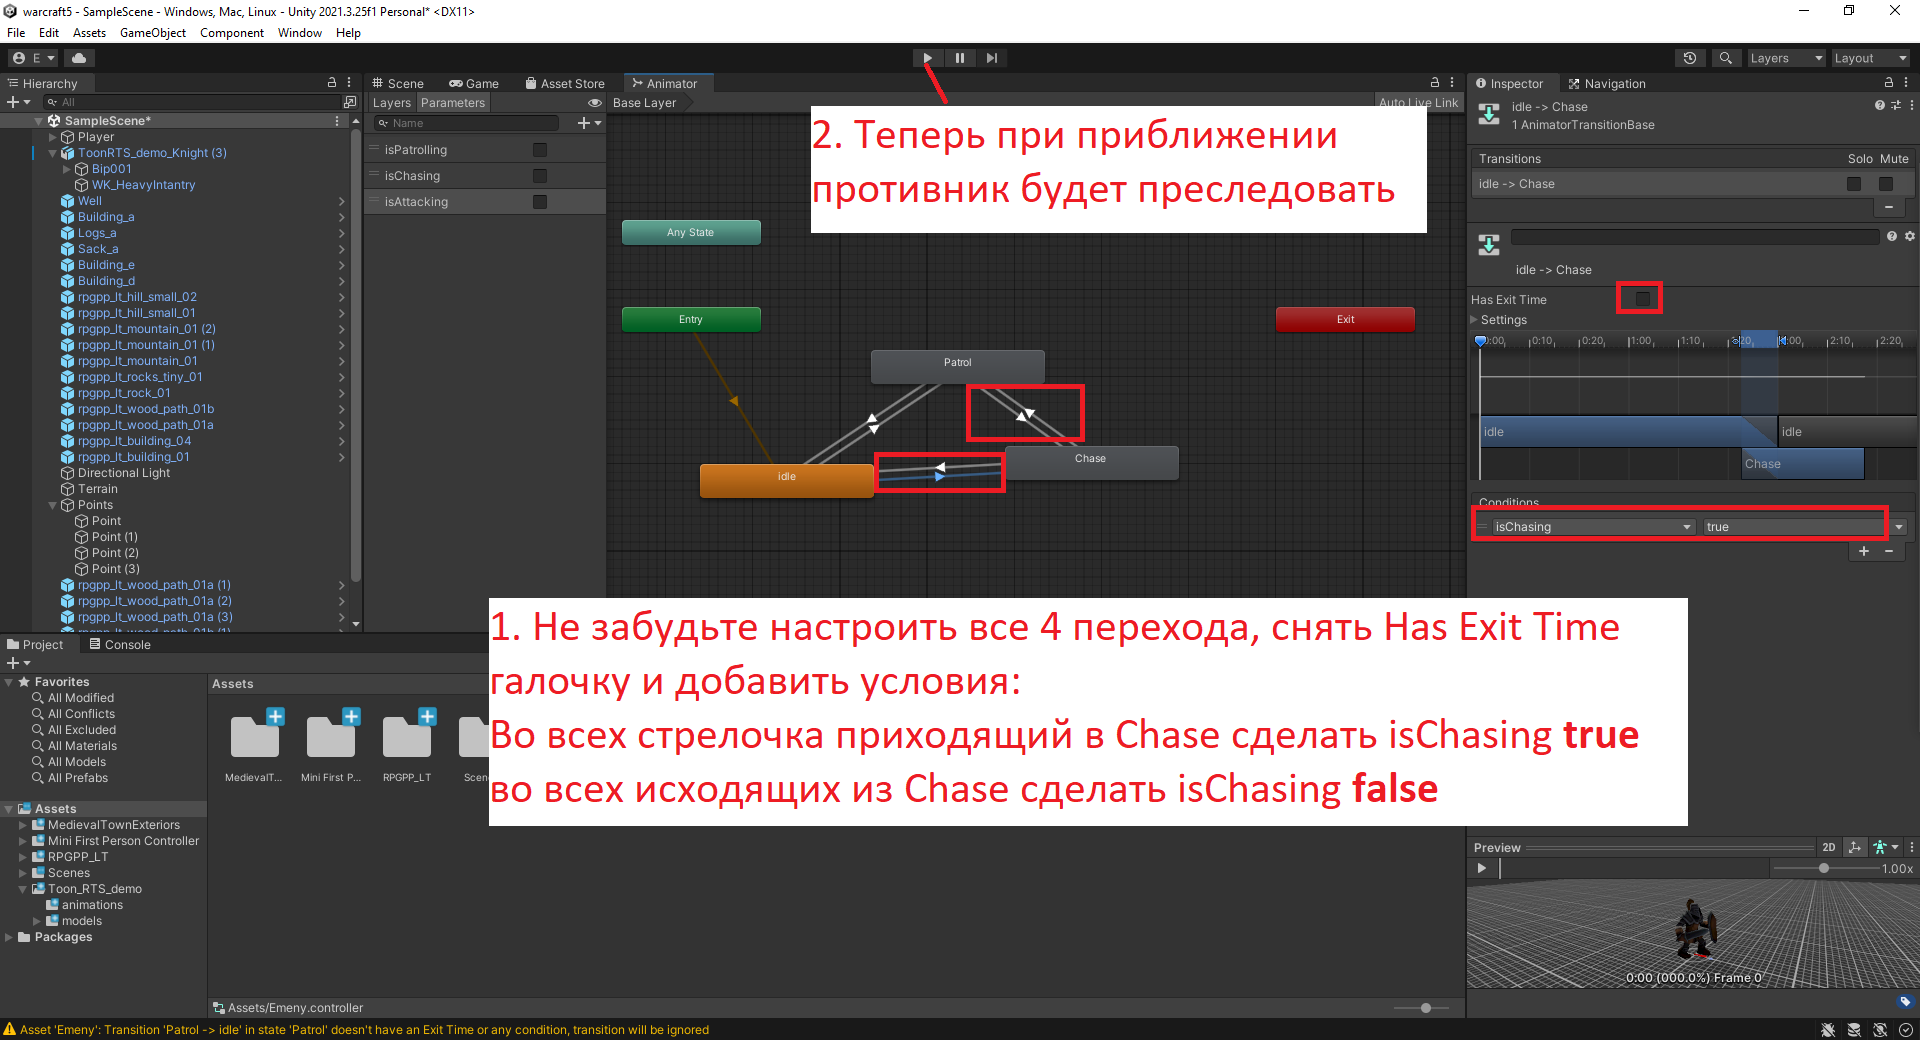 warcraft5 - SampleScene - Windows, Mac, Linux - Unity 2021.3.25f1 Personal* <DX11>
File Edit Assets GameObject Component Window Help
E
Layers Layout
Hierarchy
All
SampleScene*
Player
ToonRTS_demo_Knight (3)
Bip001
WK_HeavyIntantry
Well
Building_a
Logs_a
Sack_a
Building_e
Building_d
rpgpp_lt_hill_small_02
rpgpp_lt_hill_small_01
rpgpp_lt_mountain_01 (2)
rpgpp_lt_mountain_01 (1)
rpgpp_lt_mountain_01
rpgpp_lt_rocks_tiny_01
rpgpp_lt_rock_01
rpgpp_lt_wood_path_01b
rpgpp_lt_wood_path_01a
rpgpp_lt_building_04
rpgpp_lt_building_01
Directional Light
Terrain
Points
Point
Point (1)
Point (2)
Point (3)
rpgpp_lt_wood_path_01a (1)
rpgpp_lt_wood_path_01a (2)
rpgpp_lt_wood_path_01a (3)
Scene Game Asset Store Animator
Layers Parameters Base Layer Auto Live Link
Name
isPatrolling
isChasing
isAttacking
2. Теперь при приближении
противник будет преследовать
Any State
Entry
Exit
Patrol
Chase
idle
Inspector Navigation
idle -> Chase
1 AnimatorTransitionBase
Transitions Solo Mute
idle -> Chase
idle -> Chase
Has Exit Time
Settings
0:00 0:10 0:20 1:00 1:10 2:10 2:20
idle idle
Chase
Conditions
isChasing true
1. Не забудьте настроить все 4 перехода, снять Has Exit Time
галочку и добавить условия:
Во всех стрелочка приходящий в Chase сделать isChasing true
во всех исходящих из Chase сделать isChasing false
Project Console
Favorites
All Modified
All Conflicts
All Excluded
All Materials
All Models
All Prefabs
Assets
MedievalTownExteriors
Mini First Person Controller
RPGPP_LT
Scenes
Toon_RTS_demo
animations
models
Packages
Assets
MedievalT... Mini First P... RPGPP_LT
Assets/Emeny.controller
Preview 2D
1.00x
0:00 (000.0%) Frame 0
Asset 'Emeny': Transition 'Patrol -> idle' in state 'Patrol' doesn't have an Exit Time or any condition, transition will be ignored